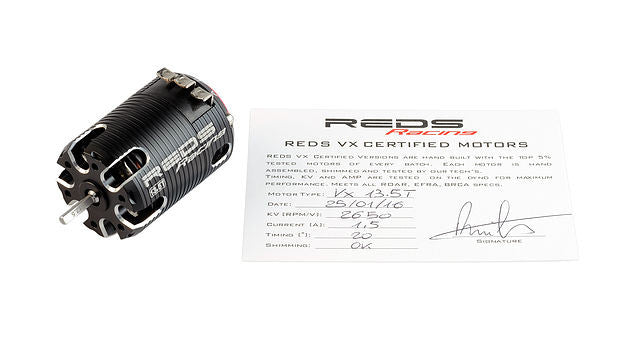 REDS
Racing
13.5T
REDS
Racing
REDS VX CERTIFIED MOTORS
REDS VX CERTIFIED VERSIONS ARE HAND BUILT WITH THE TOP 5%
TESTED MOTORS OF EVERY BATCH. EACH MOTOR IS HAND
ASSEMBLED, SHIMMED AND TESTED BY OUR TECH'S.
TIMING, KV AND AMP ARE TESTED ON THE DYNO FOR MAXIMUM
PERFORMANCE. MEETS ALL ROAR, EFRA, BRCA SPECS.
MOTOR TYPE: VX 13.5T
DATE: 25/01/16
KV (RPM/V): 2650
CURRENT (A): 1,5
TIMING (°): 20
SHIMMING: OK
SIGNATURE